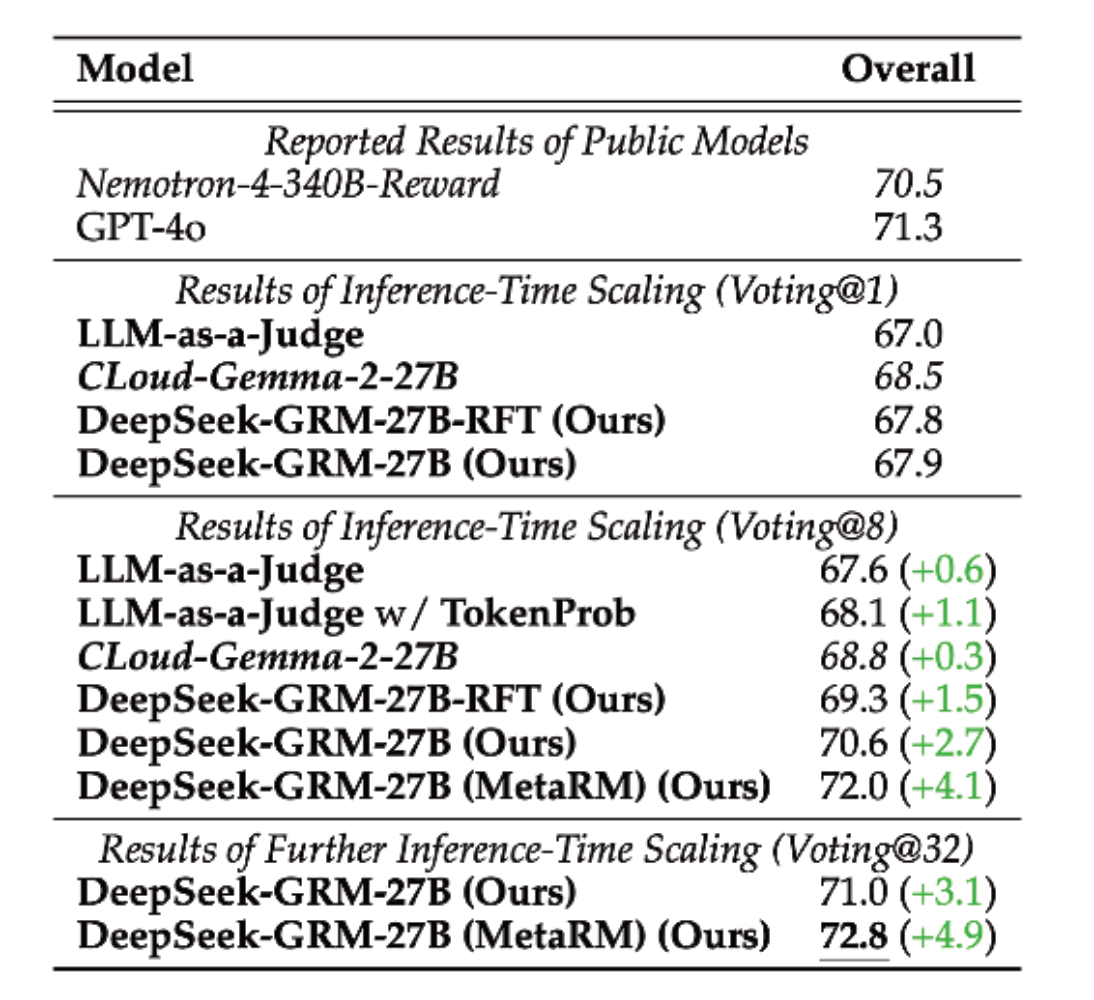 Model Overall
Reported Results of Public Models
Nemotron-4-340B-Reward 70.5
GPT-4o 71.3
Results of Inference-Time Scaling (Voting@1)
LLM-as-a-Judge 67.0
CLoud-Gemma-2-27B 68.5
DeepSeek-GRM-27B-RFT (Ours) 67.8
DeepSeek-GRM-27B (Ours) 67.9
Results of Inference-Time Scaling (Voting@8)
LLM-as-a-Judge 67.6 (+0.6)
LLM-as-a-Judge w/ TokenProb 68.1 (+1.1)
CLoud-Gemma-2-27B 68.8 (+0.3)
DeepSeek-GRM-27B-RFT (Ours) 69.3 (+1.5)
DeepSeek-GRM-27B (Ours) 70.6 (+2.7)
DeepSeek-GRM-27B (MetaRM) (Ours) 72.0 (+4.1)
Results of Further Inference-Time Scaling (Voting@32)
DeepSeek-GRM-27B (Ours) 71.0 (+3.1)
DeepSeek-GRM-27B (MetaRM) (Ours) 72.8 (+4.9)